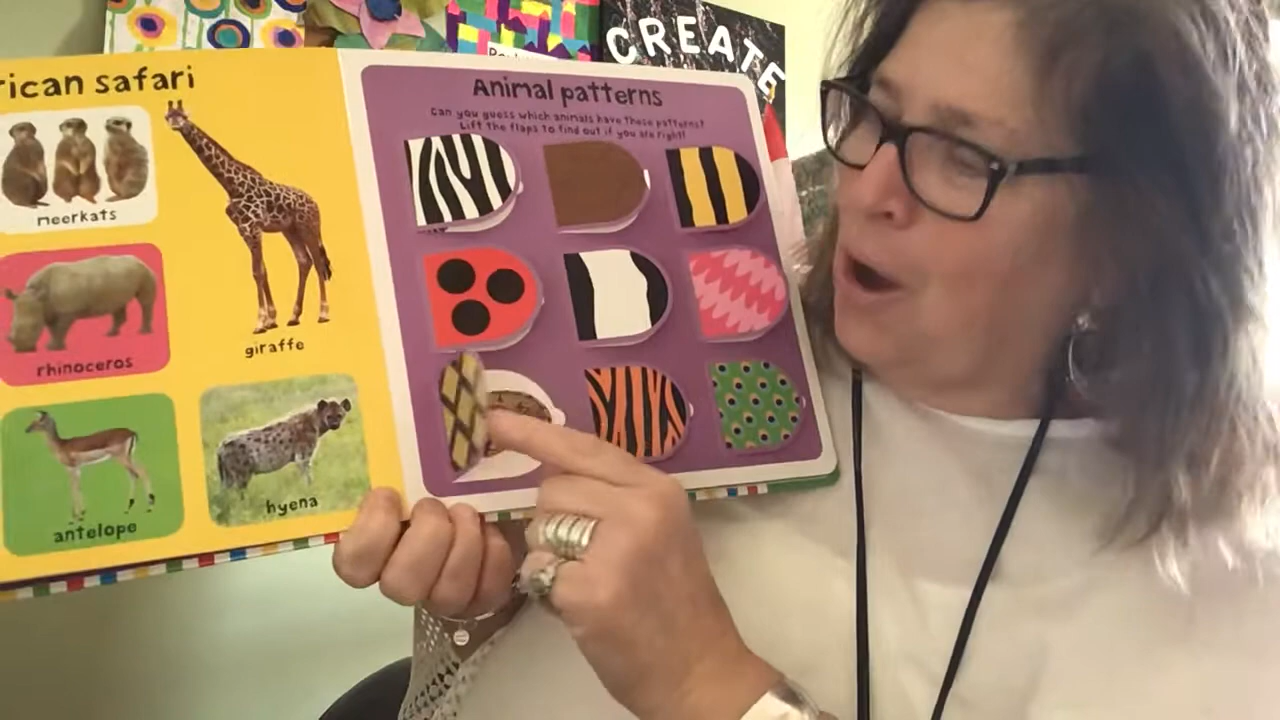 CREATE
rican safari
meerkats
rhinoceros
giraffe
antelope
hyena
Animal patterns
Can you guess which animals have these patterns?
Lift the flaps to find out if you are right!